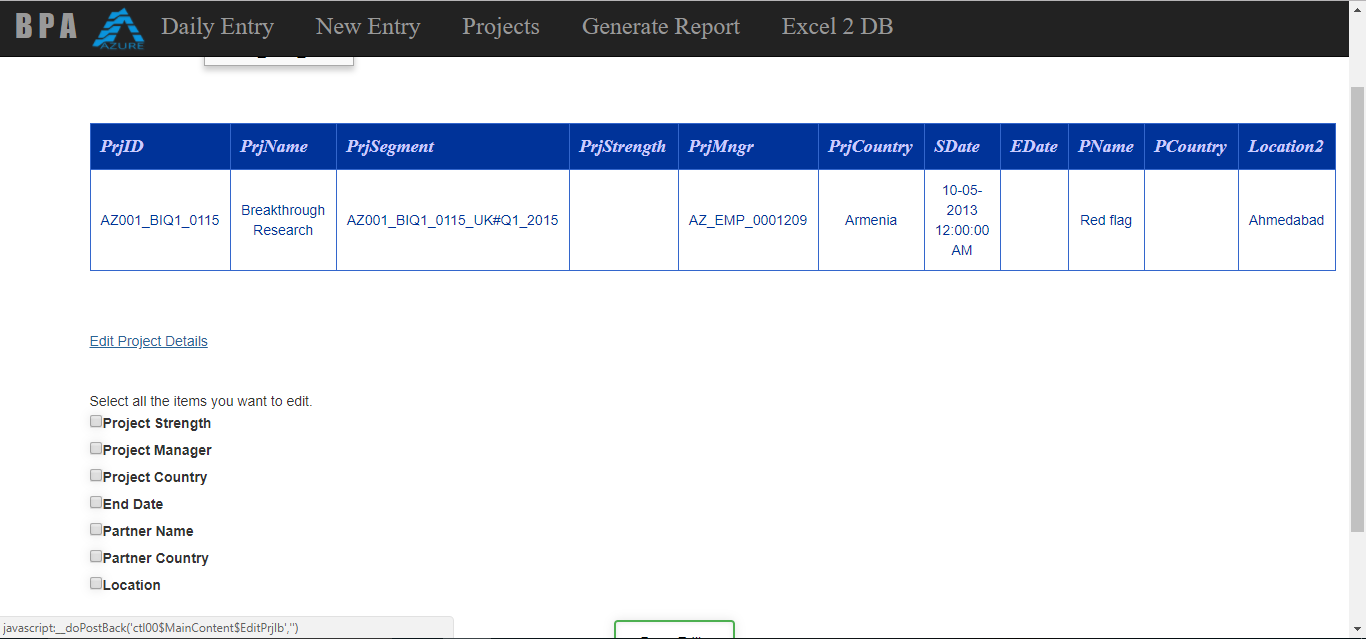 BPA AZURE Daily Entry New Entry Projects Generate Report Excel 2 DB
PrjID PrjName PrjSegment PrjStrength PrjMngr PrjCountry SDate EDate PName PCountry Location2
AZ001_BIQ1_0115 Breakthrough Research AZ001_BIQ1_0115_UK#Q1_2015 AZ_EMP_0001209 Armenia 10-05-2013 12:00:00 AM Red flag Ahmedabad
Edit Project Details
Select all the items you want to edit.
Project Strength
Project Manager
Project Country
End Date
Partner Name
Partner Country
Location
javascript:__doPostBack('ctl00$MainContent$EditPrjlb','')